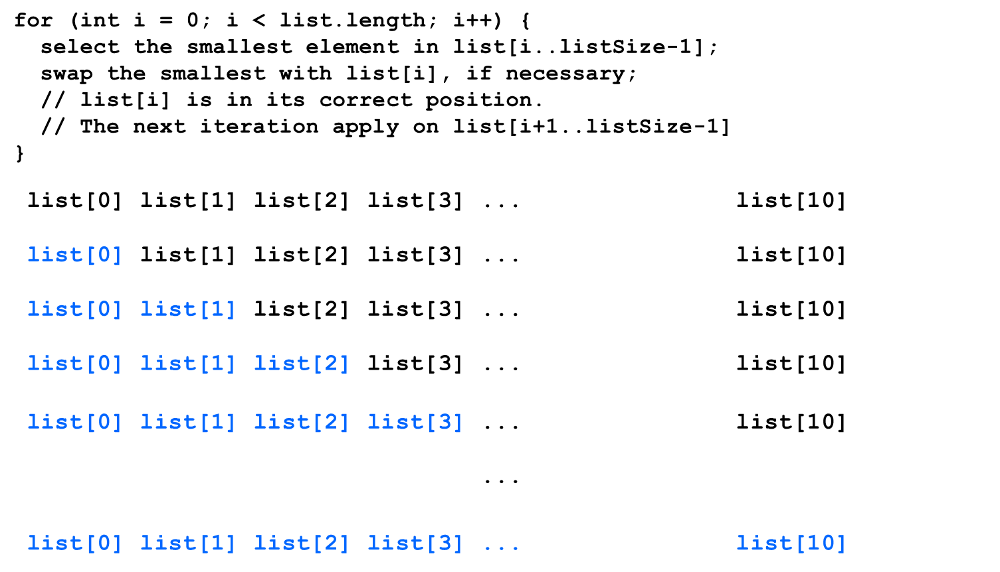 for (int i = 0; i < list.length; i++) {
  select the smallest element in list[i..listSize-1];
  swap the smallest with list[i], if necessary;
  // list[i] is in its correct position.
  // The next iteration apply on list[i+1..listSize-1]
}
list[0] list[1] list[2] list[3] ... list[10]
list[0] list[1] list[2] list[3] ... list[10]
list[0] list[1] list[2] list[3] ... list[10]
list[0] list[1] list[2] list[3] ... list[10]
list[0] list[1] list[2] list[3] ... list[10]
...
list[0] list[1] list[2] list[3] ... list[10]